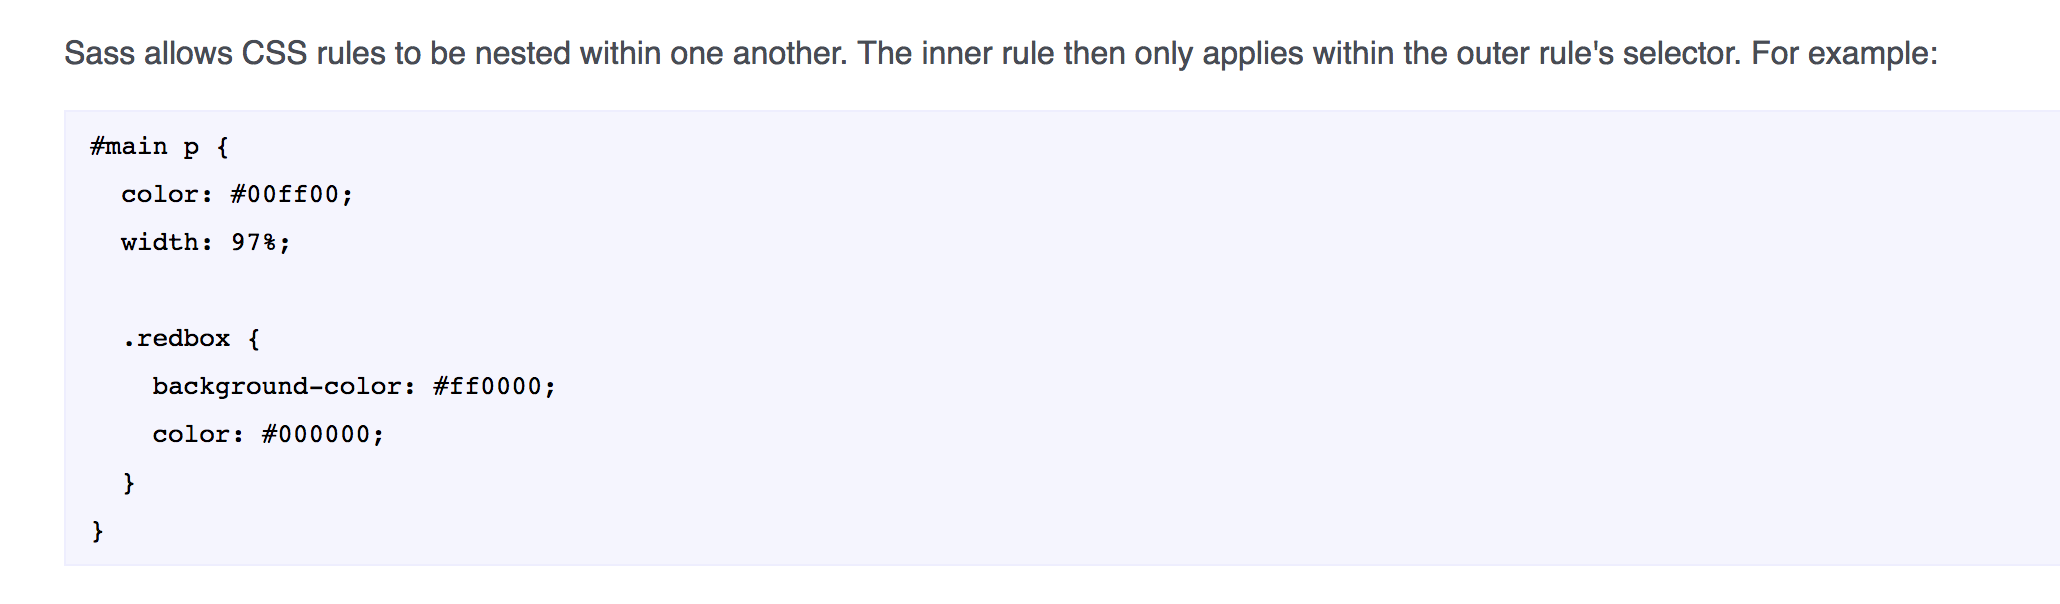 Sass allows CSS rules to be nested within one another. The inner rule then only applies within the outer rule's selector. For example:
#main p {
  color: #00ff00;
  width: 97%;

  .redbox {
    background-color: #ff0000;
    color: #000000;
  }
}